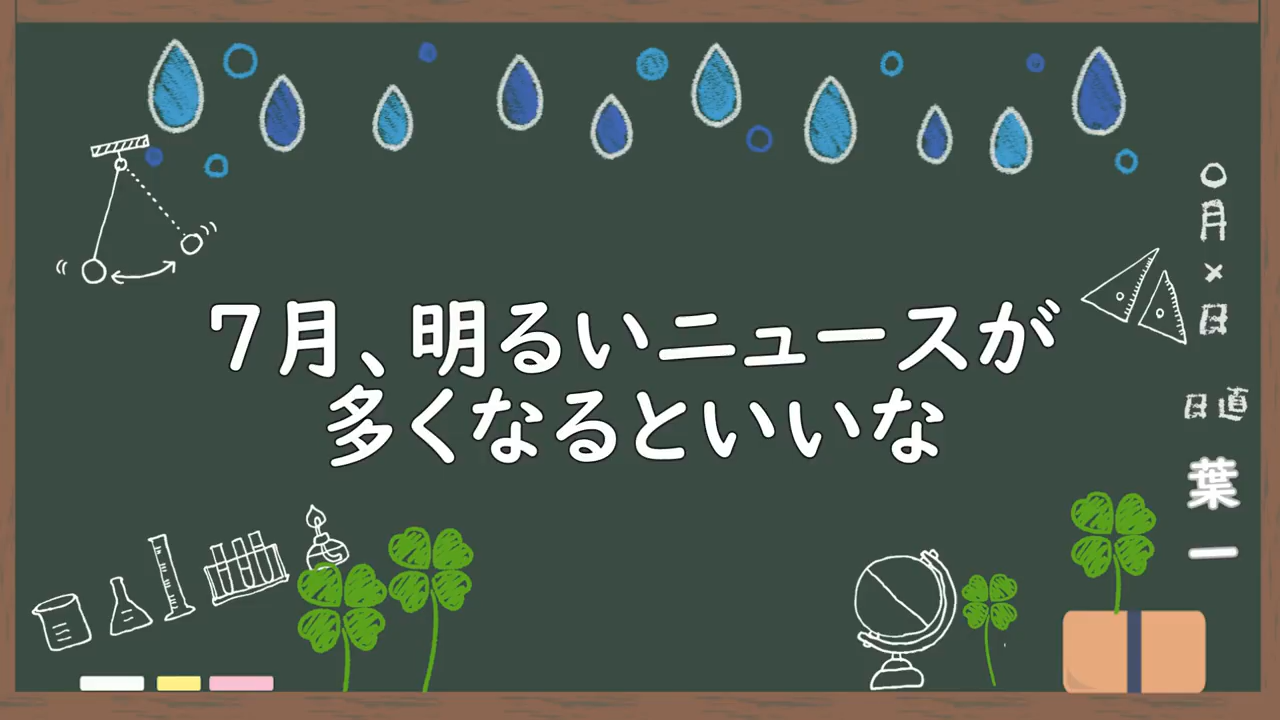 7月、明るいニュースが
多くなるといいな
〇月×日
日直
葉一